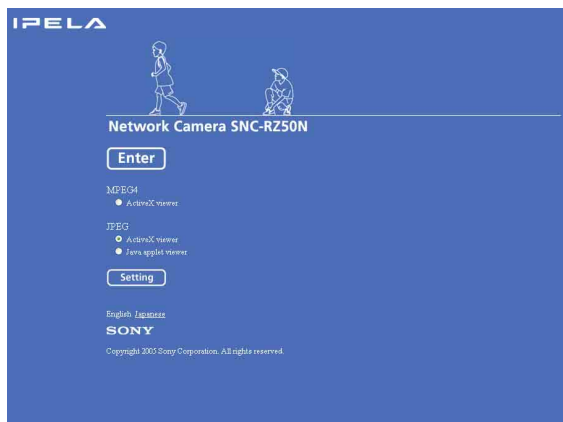 IPELA
Network Camera SNC-RZ50N
Enter
MPEG4
ActiveX viewer
JPEG
ActiveX viewer
Java applet viewer
Setting
English Japanese
SONY
Copyright 2005 Sony Corporation. All rights reserved.